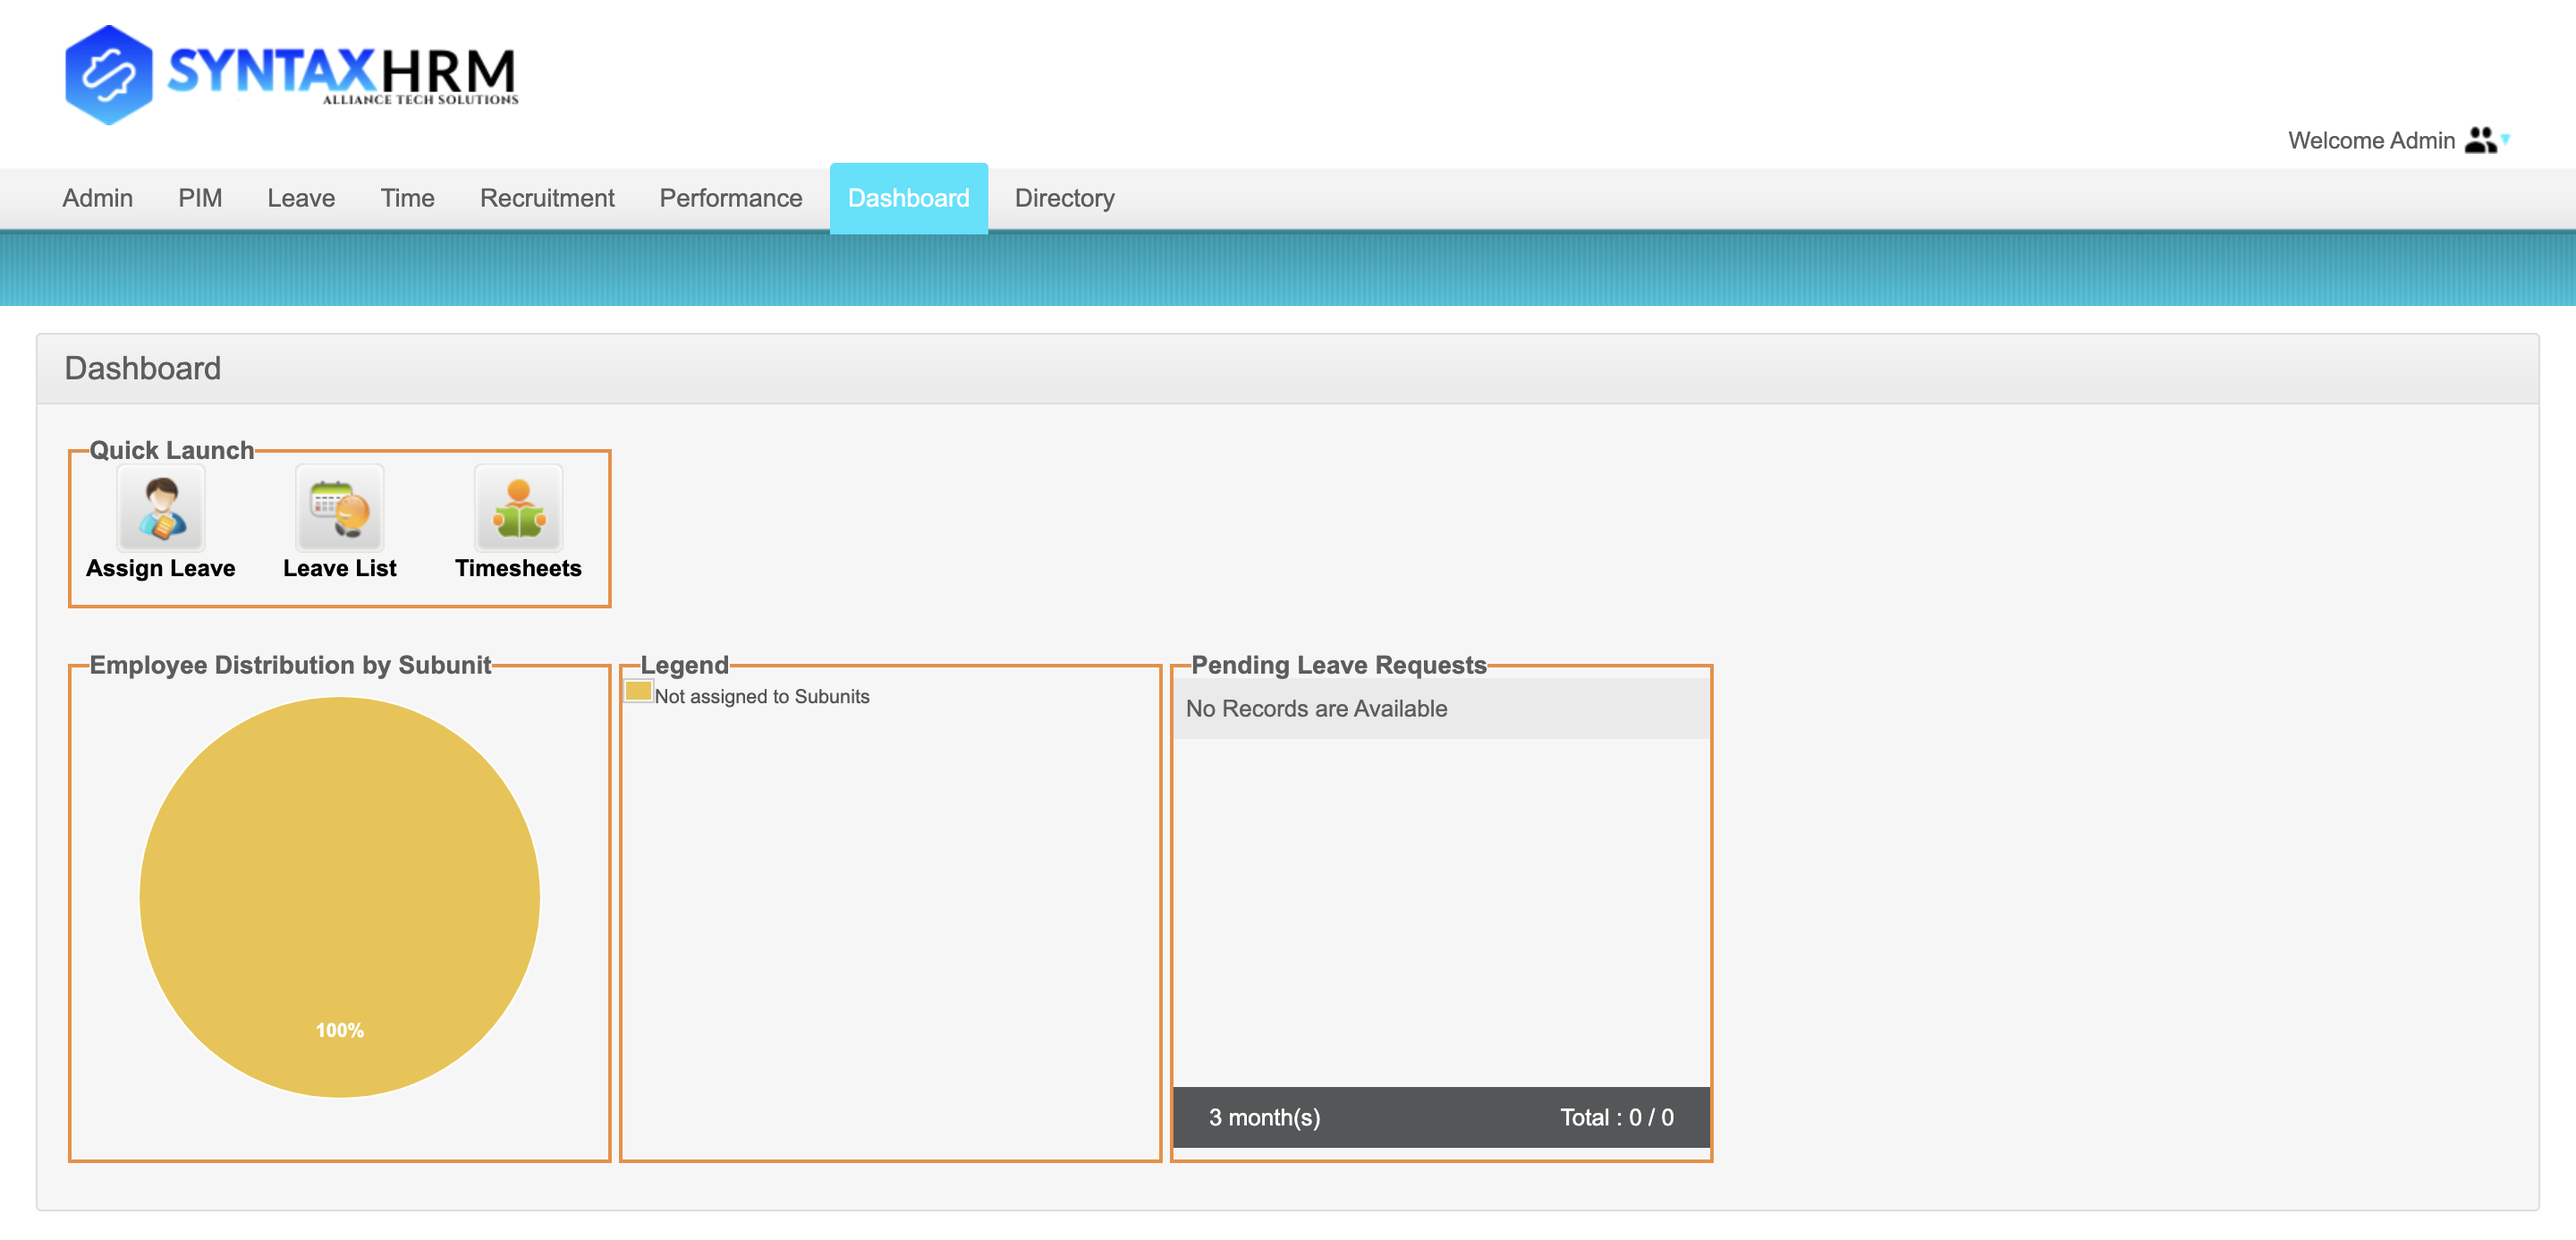 SYNTAXHRM
ALLIANCE TECH SOLUTIONS
Welcome Admin
Admin PIM Leave Time Recruitment Performance Dashboard Directory
Dashboard
Quick Launch
Assign Leave Leave List Timesheets
Employee Distribution by Subunit
100%
Legend
Not assigned to Subunits
Pending Leave Requests
No Records are Available
3 month(s) Total : 0 / 0